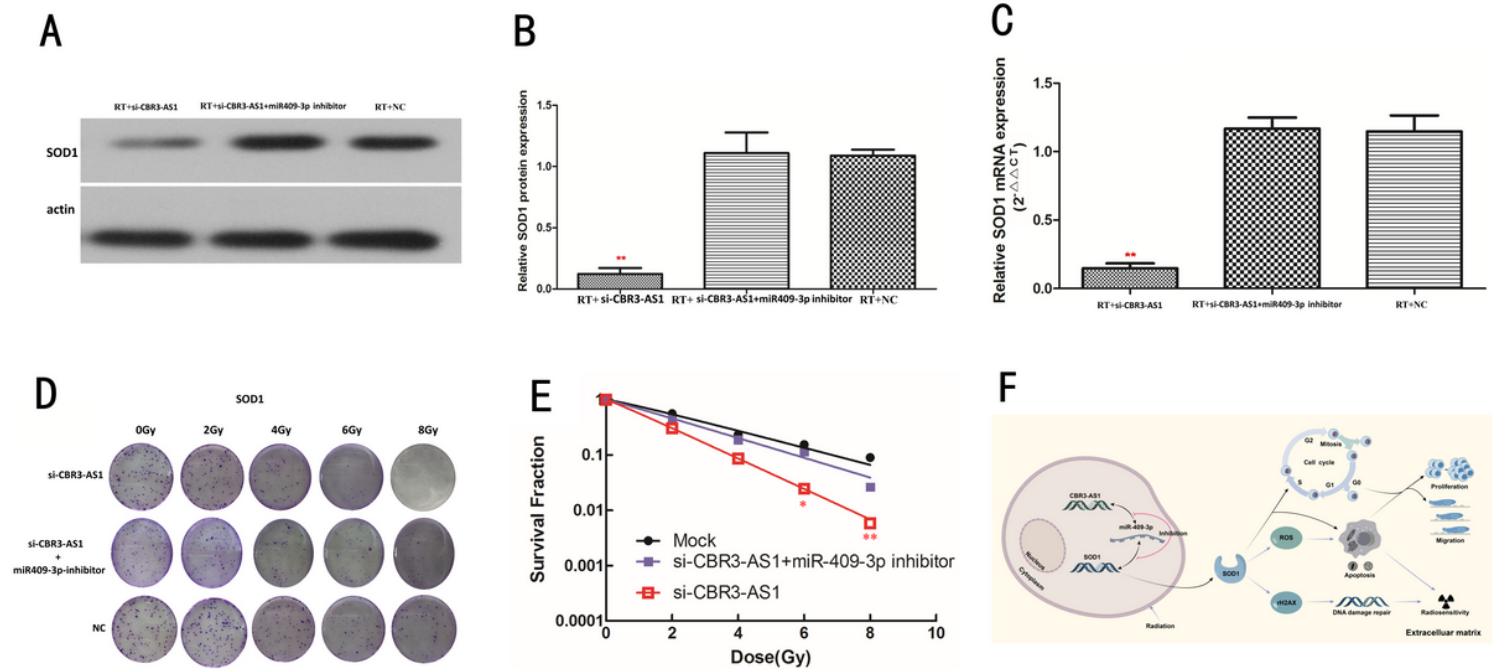 A
RT+si-CBR3-AS1 RT+si-CBR3-AS1+miR409-3p inhibitor RT+NC
SOD1
actin
B
Relative SOD1 protein expression
1.5
1.0
0.5
0.0
**
RT+ si-CBR3-AS1 RT+ si-CBR3-AS1+miR409-3p inhibitor RT+NC
C
Relative SOD1 mRNA expression
(2-△△CT)
1.5
1.0
0.5
0.0
**
RT+si-CBR3-AS1 RT+si-CBR3-AS1+miR409-3p inhibitor RT+NC
D
SOD1
0Gy 2Gy 4Gy 6Gy 8Gy
si-CBR3-AS1
si-CBR3-AS1
+
miR409-3p-inhibitor
NC
E
Survival Fraction
1
0.1
0.01
0.001
0.0001
*
**
Mock
si-CBR3-AS1+miR-409-3p inhibitor
si-CBR3-AS1
0 2 4 6 8 10
Dose(Gy)
F
CBR3-AS1
miR-409-3p
Inhibition
SOD1
Nucleus
Cytoplasm
Radiation
SOD1
G2
Mitosis
Cell cycle
S
G1
G0
ROS
rH2AX
Apoptosis
DNA damage repair
Proliferation
Migration
Radiosensitivity
Extracelluar matrix